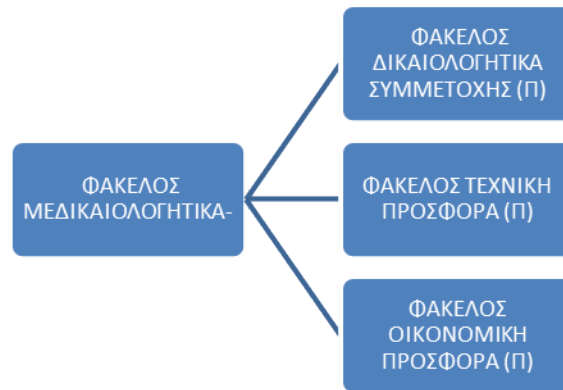 ΦΑΚΕΛΟΣ
ΜΕΔΙΚΑΙΟΛΟΓΗΤΙΚΑ-
ΦΑΚΕΛΟΣ
ΔΙΚΑΙΟΛΟΓΗΤΙΚΑ
ΣΥΜΜΕΤΟΧΗΣ (Π)
ΦΑΚΕΛΟΣ ΤΕΧΝΙΚΗ
ΠΡΟΣΦΟΡΑ (Π)
ΦΑΚΕΛΟΣ
ΟΙΚΟΝΟΜΙΚΗ
ΠΡΟΣΦΟΡΑ (Π)